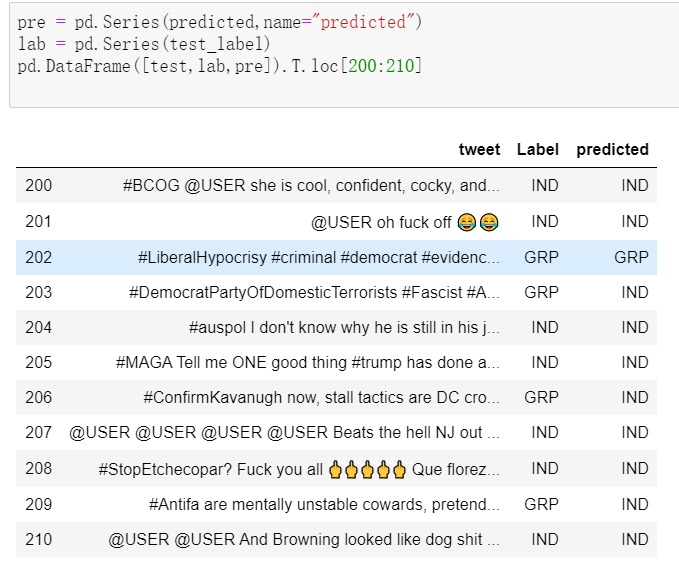 pre = pd.Series(predicted,name="predicted")
lab = pd.Series(test_label)
pd.DataFrame([test,lab,pre]).T.loc[200:210]
tweet Label predicted
200 #BCOG @USER she is cool, confident, cocky, and... IND IND
201 @USER oh fuck off 😂😂 IND IND
202 #LiberalHypocrisy #criminal #democrat #evidenc... GRP GRP
203 #DemocratPartyOfDomesticTerrorists #Fascist #A... GRP IND
204 #auspol I don't know why he is still in his j... IND IND
205 #MAGA Tell me ONE good thing #trump has done a... IND IND
206 #ConfirmKavanugh now, stall tactics are DC cro... GRP IND
207 @USER @USER @USER @USER Beats the hell NJ out ... IND IND
208 #StopEtchecopar? Fuck you all 🖕🖕🖕🖕🖕 Que florez... IND IND
209 #Antifa are mentally unstable cowards, pretend... GRP IND
210 @USER @USER And Browning looked like dog shit ... IND IND